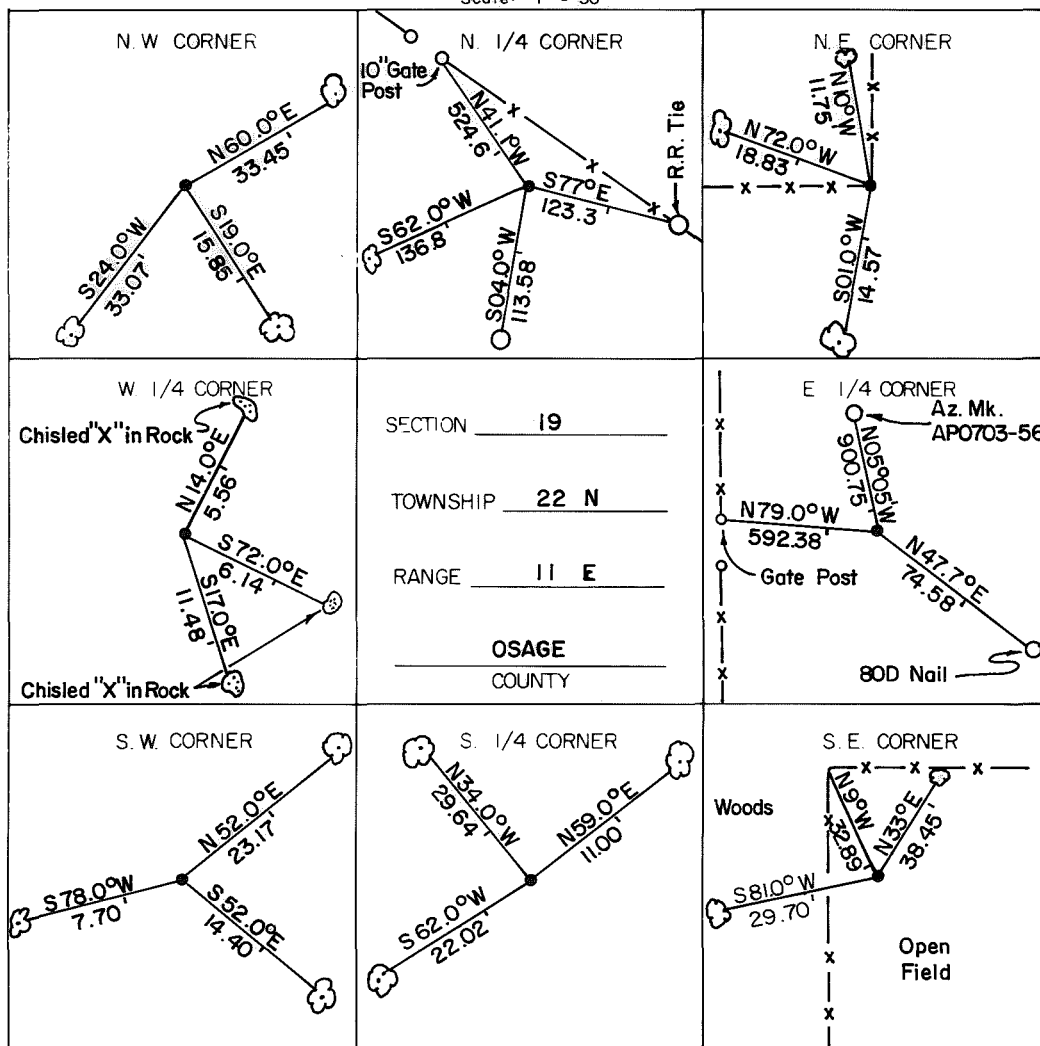 N. W CORNER
N60.0°E
33.45'
S19.0°E
15.85'
S24.0°W
33.07'
N. 1/4 CORNER
10" Gate
Post
N41.1°W
524.6'
R.R. Tie
S77°E
123.3'
S62.0°W
136.8'
S04.0°W
113.58
N. E. CORNER
N10°W
11.75
N72.0°W
18.83'
S01.0°W
14.57'
W. 1/4 CORNER
Chisled "X" in Rock
N14.0°E
5.56'
S72.0°E
6.14'
S17.0°E
11.48'
Chisled "X" in Rock
SECTION 19
TOWNSHIP 22 N
RANGE 11 E
OSAGE
COUNTY
E 1/4 CORNER
Az. Mk.
AP0703-56
N05°05'W
900.75'
N79.0°W
592.38'
Gate Post
N47.7°E
74.58'
80D Nail
S. W. CORNER
N52.0°E
23.17'
S78.0°W
7.70'
S52.0°E
14.40'
S. 1/4 CORNER
N34.0°W
29.64'
N59.0°E
11.00'
S62.0°W
22.02'
S. E. CORNER
Woods
N9°W
32.89'
N33°E
38.45'
S81.0°W
29.70'
Open
Field